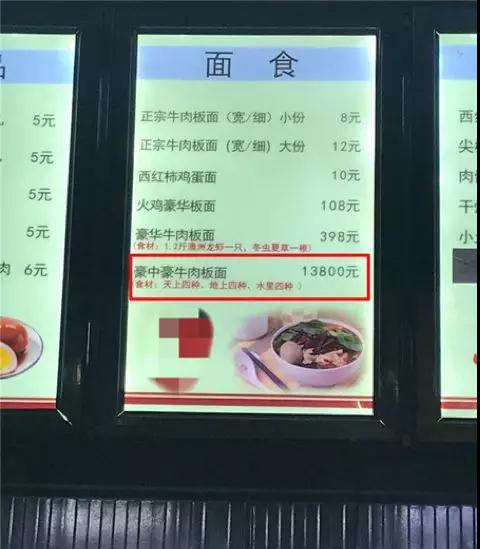 面 食
正宗牛肉板面（宽/细）小份 8元
正宗牛肉板面（宽/细）大份 12元
西红柿鸡蛋面 10元
火鸡豪华板面 108元
豪华牛肉板面 398元
(食材：1.2斤澳洲龙虾一只，冬虫夏草一根)
豪中豪牛肉板面 13800元
(食材：天上四种、地上四种、水里四种 )
5元
5元
5元
5元
肉 6元
西红
肉